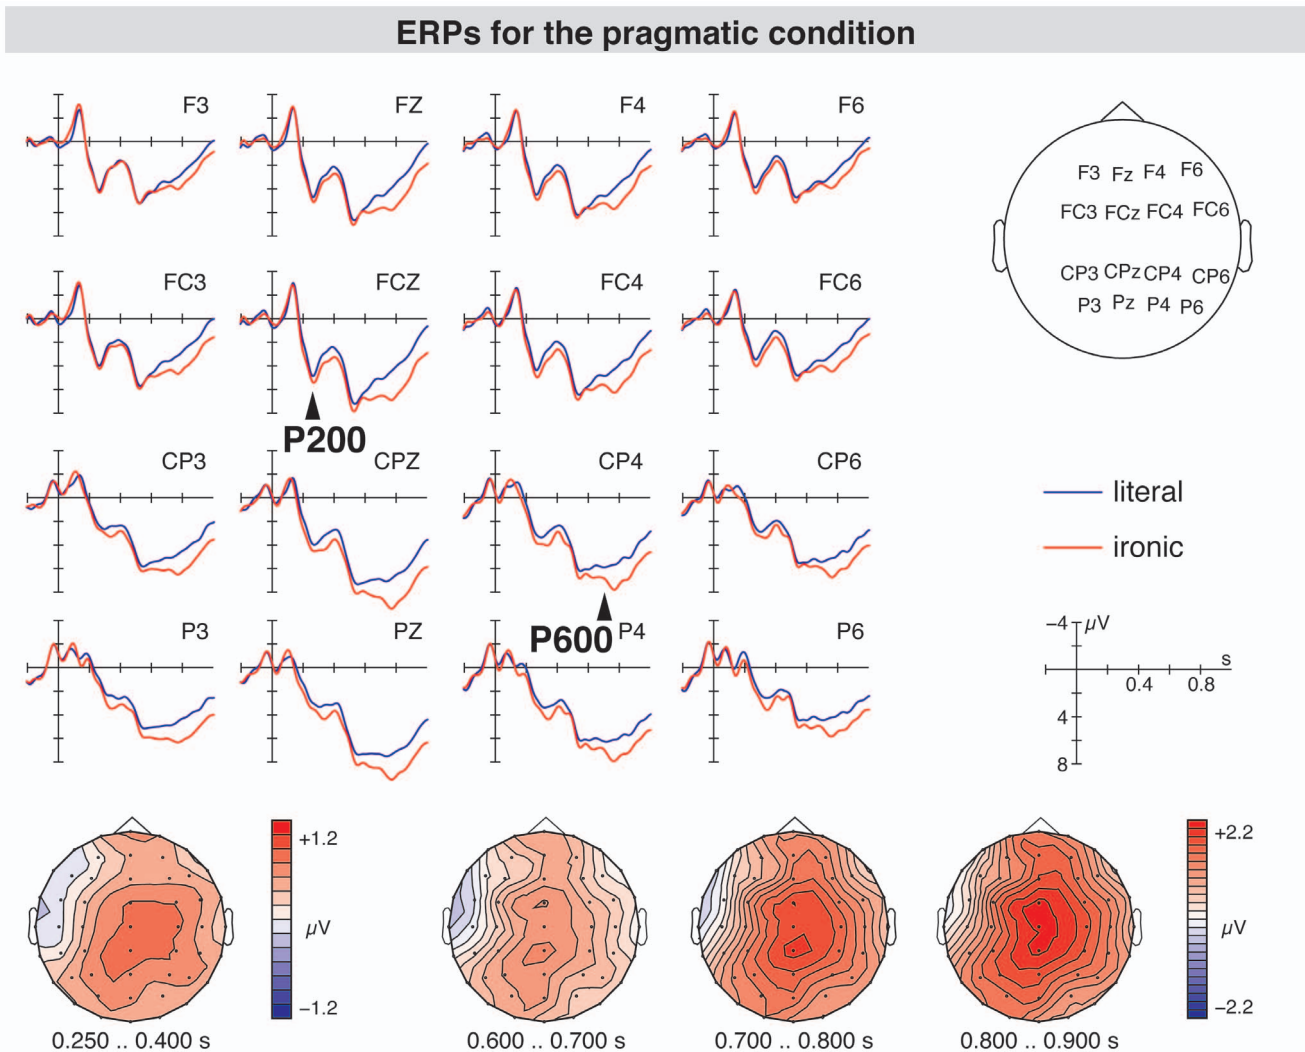 ERPs for the pragmatic condition
F3 FZ F4 F6
F3 Fz F4 F6
FC3 FCz FC4 FC6
FC3 FCZ FC4 FC6
CP3 CPz CP4 CP6
P3 Pz P4 P6
P200
CP3 CPZ CP4 CP6
literal
ironic
P3 PZ P600 P4 P6
−4 µV
s
0.4 0.8
4
8
+1.2
µV
−1.2
+2.2
µV
−2.2
0.250 .. 0.400 s
0.600 .. 0.700 s
0.700 .. 0.800 s
0.800 .. 0.900 s